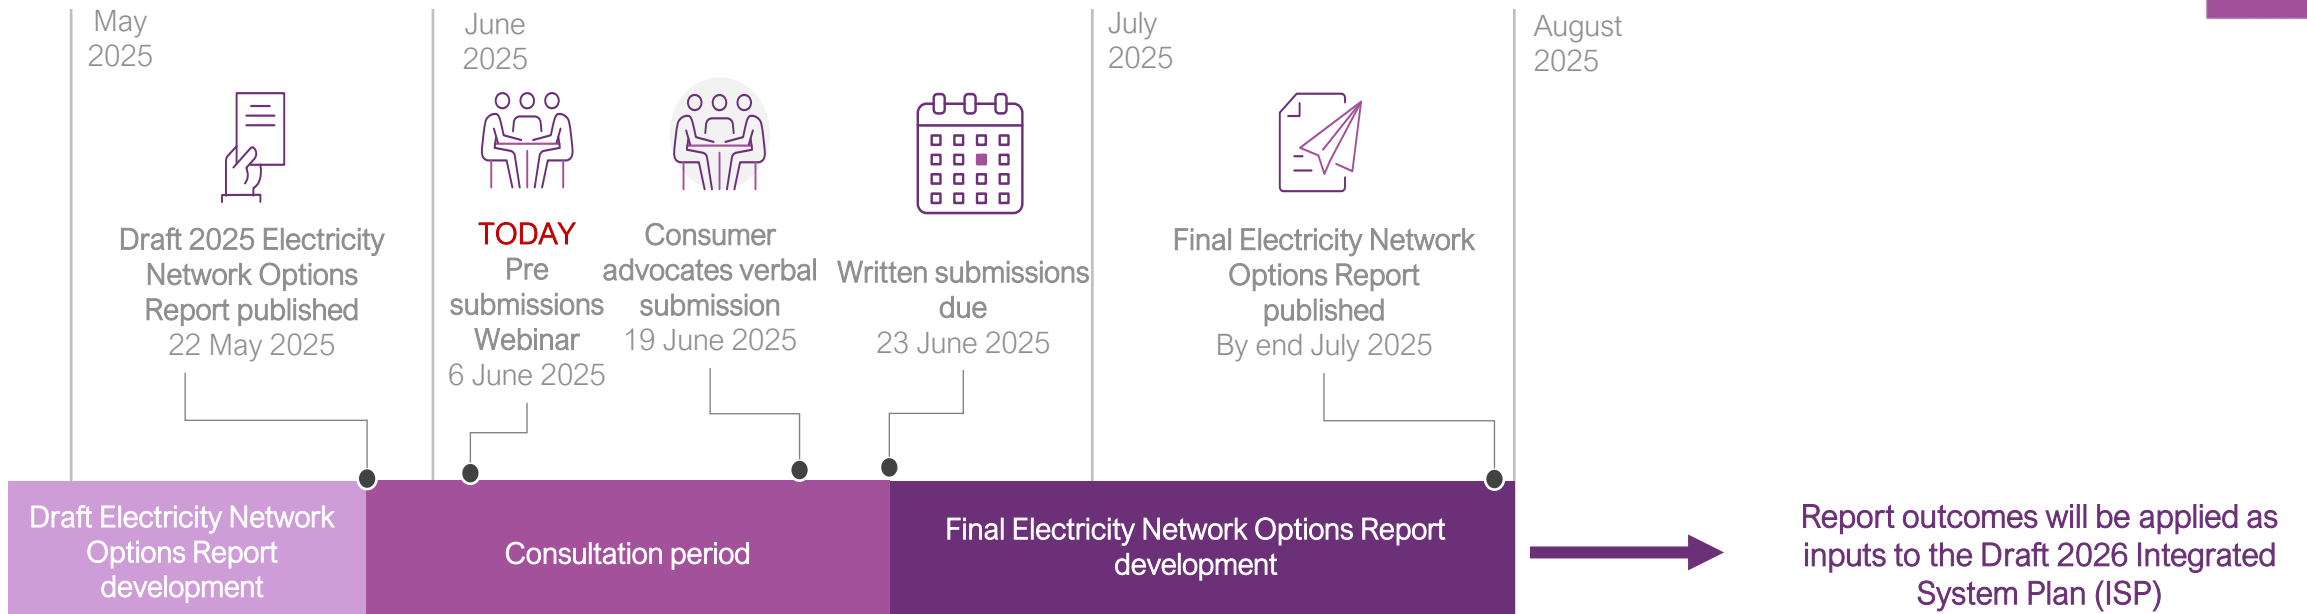 May
2025
June
2025
July
2025
August
2025
Draft 2025 Electricity
Network Options
Report published
22 May 2025
TODAY
Pre
submissions
Webinar
6 June 2025
Consumer
advocates verbal
submission
19 June 2025
Written submissions
due
23 June 2025
Final Electricity Network
Options Report
published
By end July 2025
Draft Electricity Network
Options Report
development
Consultation period
Final Electricity Network Options Report
development
Report outcomes will be applied as
inputs to the Draft 2026 Integrated
System Plan (ISP)